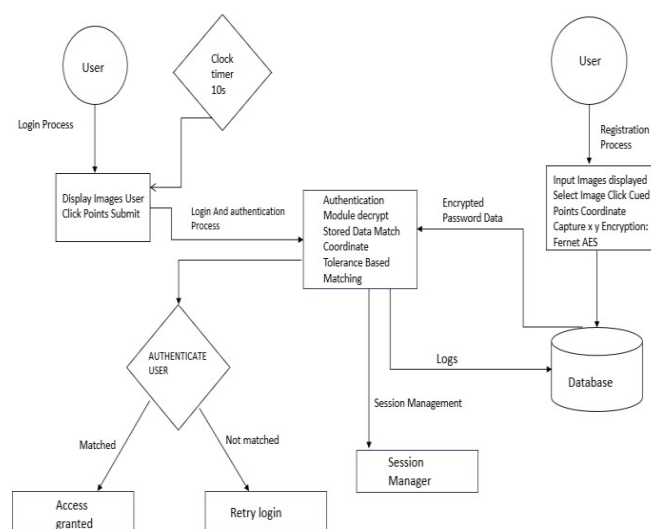 User
Clock
timer
10s
User
Login Process
Registration
Process
Display Images User
Click Points Submit
Login And authentication
Process
Authentication
Module decrypt
Stored Data Match
Coordinate
Tolerance Based
Matching
Encrypted
Password Data
Input Images displayed
Select Image Click Cued
Points Coordinate
Capture x y Encryption:
Fernet AES
AUTHENTICATE
USER
Logs
Database
Session Management
Matched
Not matched
Session
Manager
Access
granted
Retry login